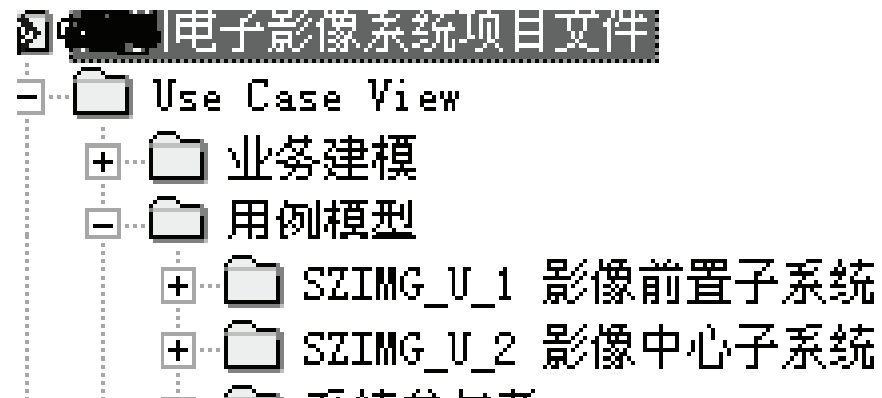 电子影像系统项目文件
Use Case View
业务建模
用例模型
SZIMG_U_1 影像前置子系统
SZIMG_U_2 影像中心子系统